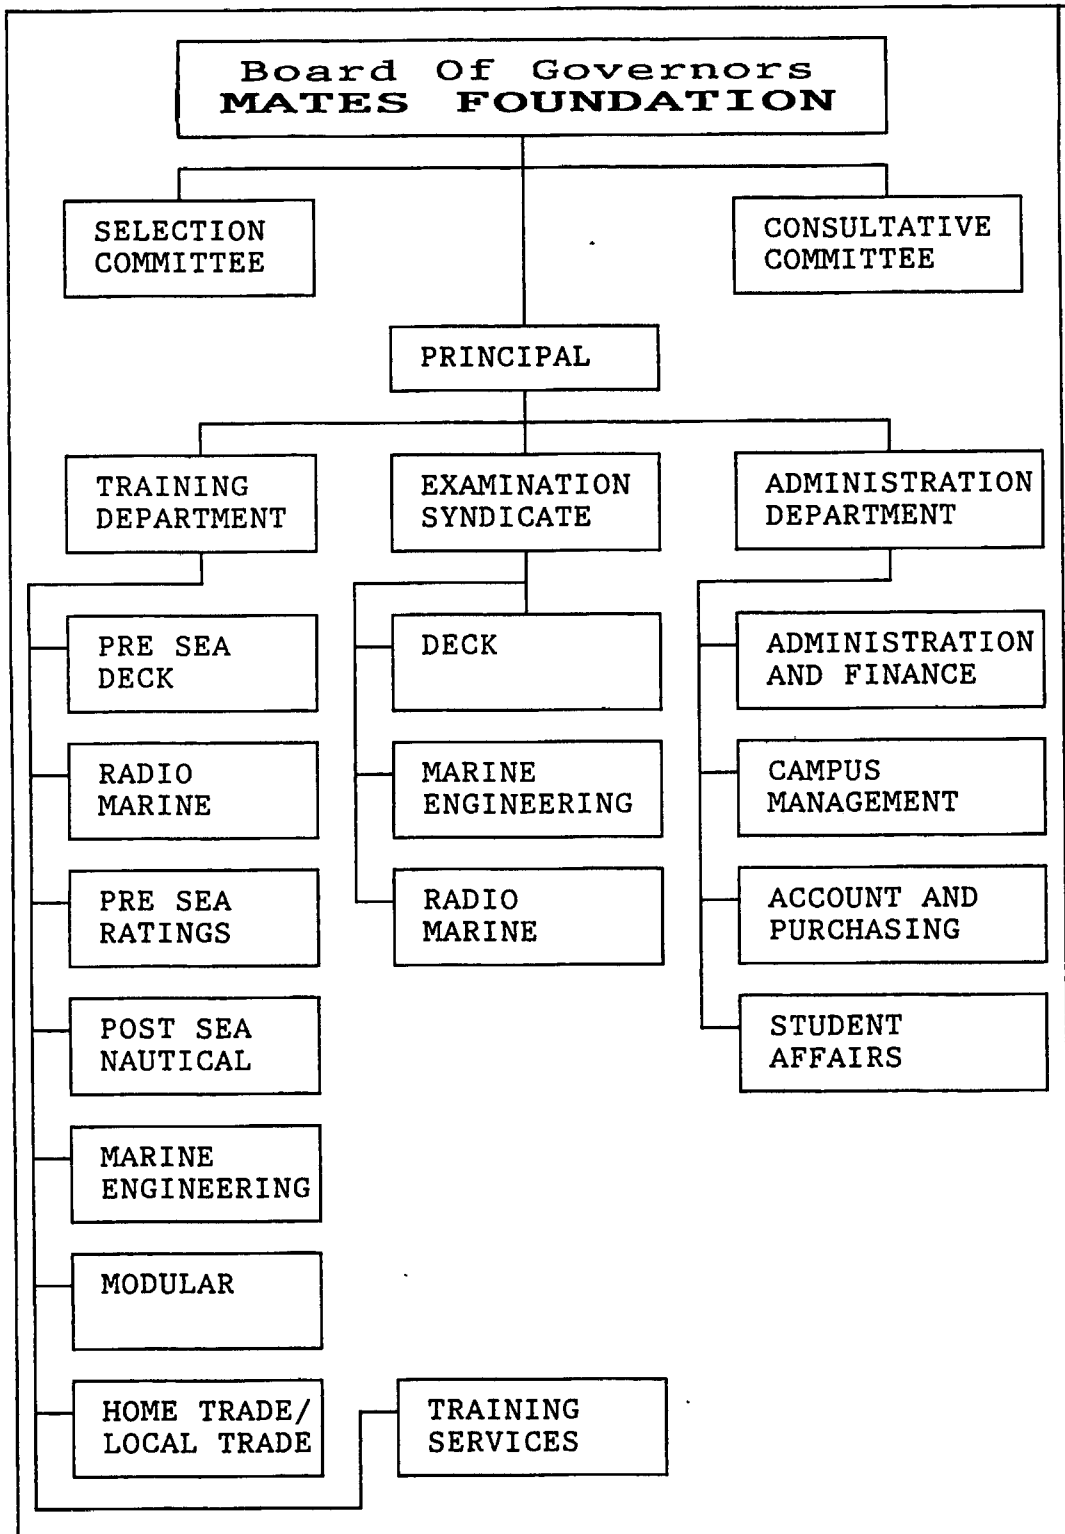 Board Of Governors
MATES FOUNDATION
SELECTION
COMMITTEE
CONSULTATIVE
COMMITTEE
PRINCIPAL
TRAINING
DEPARTMENT
EXAMINATION
SYNDICATE
ADMINISTRATION
DEPARTMENT
PRE SEA
DECK
RADIO
MARINE
PRE SEA
RATINGS
POST SEA
NAUTICAL
MARINE
ENGINEERING
MODULAR
HOME TRADE/
LOCAL TRADE
TRAINING
SERVICES
DECK
MARINE
ENGINEERING
RADIO
MARINE
ADMINISTRATION
AND FINANCE
CAMPUS
MANAGEMENT
ACCOUNT AND
PURCHASING
STUDENT
AFFAIRS